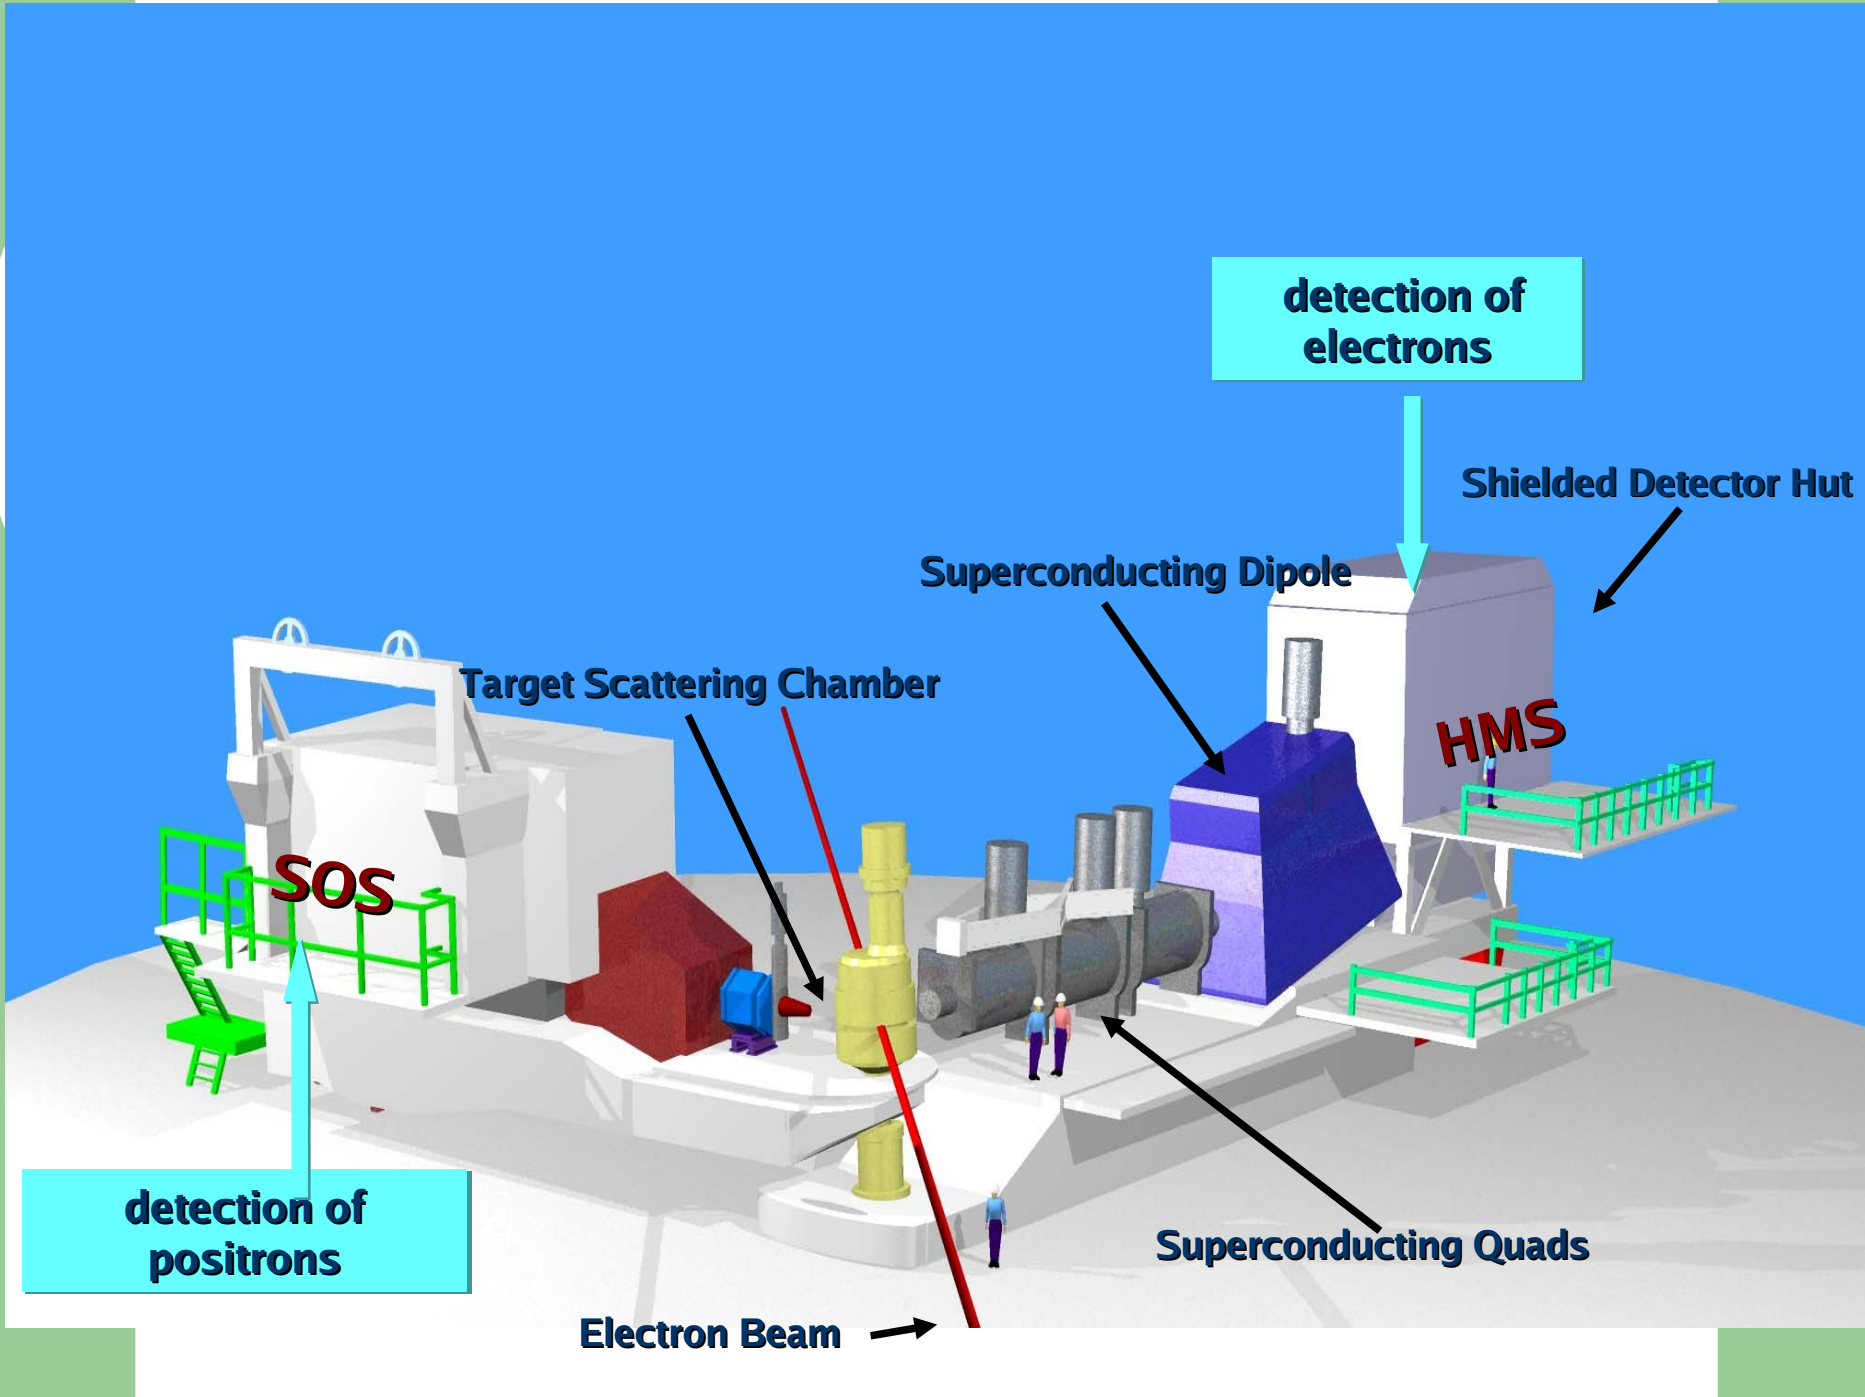 detection of
electrons
Shielded Detector Hut
Superconducting Dipole
Target Scattering Chamber
HMS
SOS
detection of
positrons
Superconducting Quads
Electron Beam